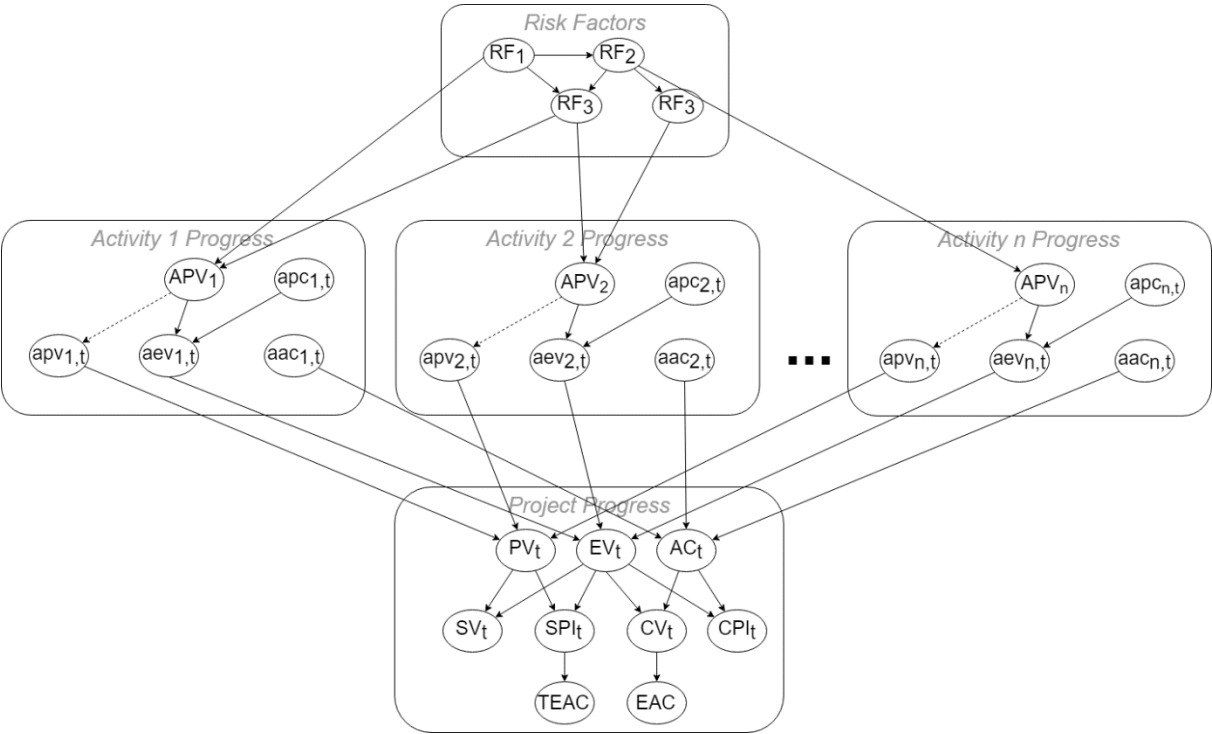 Risk Factors
RF1 RF2
RF3 RF3
Activity 1 Progress Activity 2 Progress Activity n Progress
APV1 apc1,t APV2 apc2,t APVn apcn,t
apv1,t aev1,t aac1,t apv2,t aev2,t aac2,t ... apvn,t aevn,t aacn,t
Project Progress
PVt EVt ACt
SVt SPIt CVt CPIt
TEAC EAC